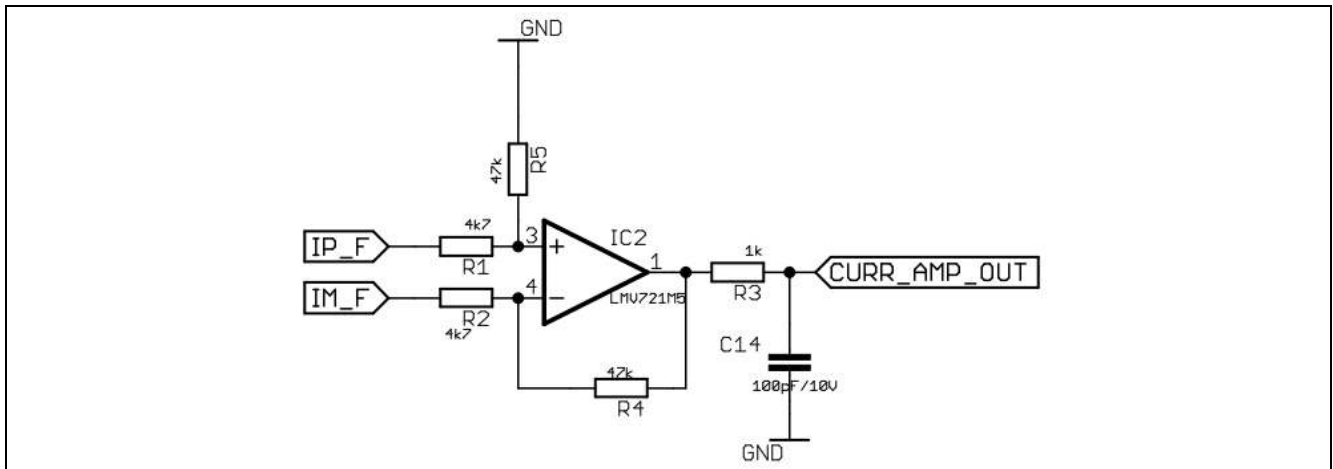 GND
47k
R5
4k7
IP_F
R1
3
+
IC2
1
LMV721M5
IM_F
R2
4k7
4
−
47k
R4
1k
R3
CURR_AMP_OUT
C14
100pF/10V
GND